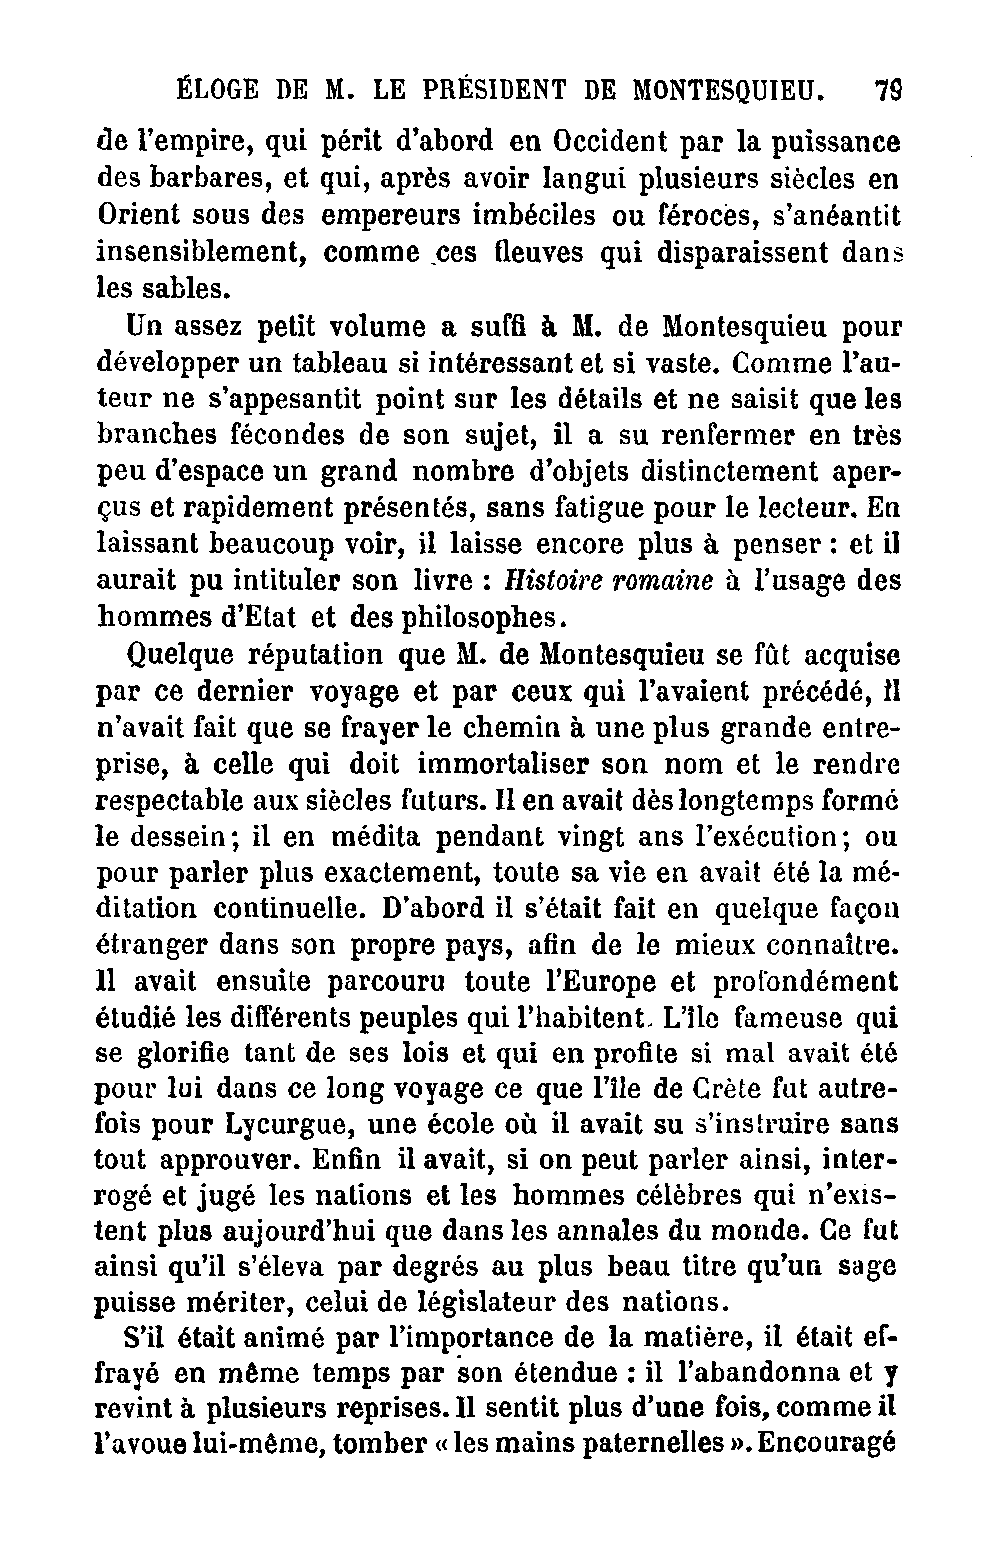 ÉLOGE DE M. LE PRÉSIDENT DE MONTESQUIEU. 79
de l'empire, qui périt d'abord en Occident par la puissance
des barbares, et qui, après avoir langui plusieurs siècles en
Orient sous des empereurs imbéciles ou féroces, s'anéantit
insensiblement, comme ces fleuves qui disparaissent dans
les sables.
Un assez petit volume a suffi à M. de Montesquieu pour
développer un tableau si intéressant et si vaste. Comme l'au-
teur ne s'appesantit point sur les détails et ne saisit que les
branches fécondes de son sujet, il a su renfermer en très
peu d'espace un grand nombre d'objets distinctement aper-
çus et rapidement présentés, sans fatigue pour le lecteur. En
laissant beaucoup voir, il laisse encore plus à penser : et il
aurait pu intituler son livre : Histoire romaine à l'usage des
hommes d'Etat et des philosophes.
Quelque réputation que M. de Montesquieu se fût acquise
par ce dernier voyage et par ceux qui l'avaient précédé, il
n'avait fait que se frayer le chemin à une plus grande entre-
prise, à celle qui doit immortaliser son nom et le rendre
respectable aux siècles futurs. Il en avait dès longtemps formé
le dessein; il en médita pendant vingt ans l'exécution; ou
pour parler plus exactement, toute sa vie en avait été la mé-
ditation continuelle. D'abord il s'était fait en quelque façon
étranger dans son propre pays, afin de le mieux connaître.
Il avait ensuite parcouru toute l'Europe et profondément
étudié les différents peuples qui l'habitent. L'île fameuse qui
se glorifie tant de ses lois et qui en profite si mal avait été
pour lui dans ce long voyage ce que l'île de Crète fut autre-
fois pour Lycurgue, une école où il avait su s'instruire sans
tout approuver. Enfin il avait, si on peut parler ainsi, inter-
rogé et jugé les nations et les hommes célèbres qui n'exis-
tent plus aujourd'hui que dans les annales du monde. Ce fut
ainsi qu'il s'éleva par degrés au plus beau titre qu'un sage
puisse mériter, celui de législateur des nations.
S'il était animé par l'importance de la matière, il était ef-
frayé en même temps par son étendue : il l'abandonna et y
revint à plusieurs reprises. Il sentit plus d'une fois, comme il
l'avoue lui-même, tomber « les mains paternelles ». Encouragé